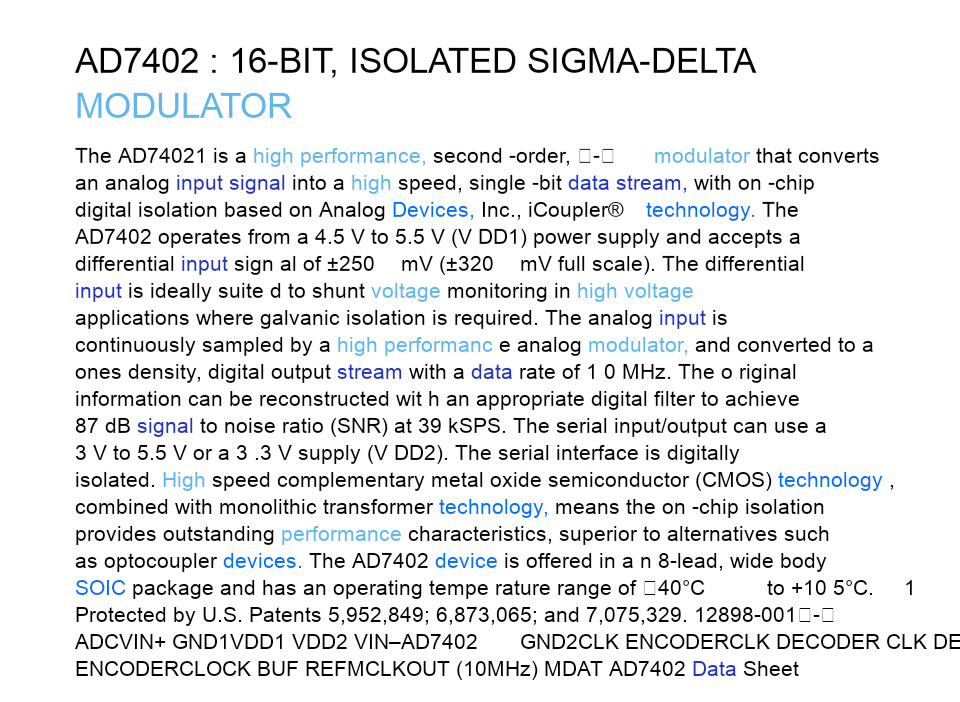 AD7402 : 16-BIT, ISOLATED SIGMA-DELTA
MODULATOR
The AD74021 is a high performance, second -order, □-□ modulator that converts
an analog input signal into a high speed, single -bit data stream, with on -chip
digital isolation based on Analog Devices, Inc., iCoupler® technology. The
AD7402 operates from a 4.5 V to 5.5 V (V DD1) power supply and accepts a
differential input sign al of ±250 mV (±320 mV full scale). The differential
input is ideally suite d to shunt voltage monitoring in high voltage
applications where galvanic isolation is required. The analog input is
continuously sampled by a high performanc e analog modulator, and converted to a
ones density, digital output stream with a data rate of 1 0 MHz. The o riginal
information can be reconstructed wit h an appropriate digital filter to achieve
87 dB signal to noise ratio (SNR) at 39 kSPS. The serial input/output can use a
3 V to 5.5 V or a 3 .3 V supply (V DD2). The serial interface is digitally
isolated. High speed complementary metal oxide semiconductor (CMOS) technology ,
combined with monolithic transformer technology, means the on -chip isolation
provides outstanding performance characteristics, superior to alternatives such
as optocoupler devices. The AD7402 device is offered in a n 8-lead, wide body
SOIC package and has an operating tempe rature range of □40°C to +10 5°C. 1
Protected by U.S. Patents 5,952,849; 6,873,065; and 7,075,329. 12898-001□-□
ADCVIN+ GND1VDD1 VDD2 VIN–AD7402 GND2CLK ENCODERCLK DECODER CLK DE
ENCODERCLOCK BUF REFMCLKOUT (10MHz) MDAT AD7402 Data Sheet